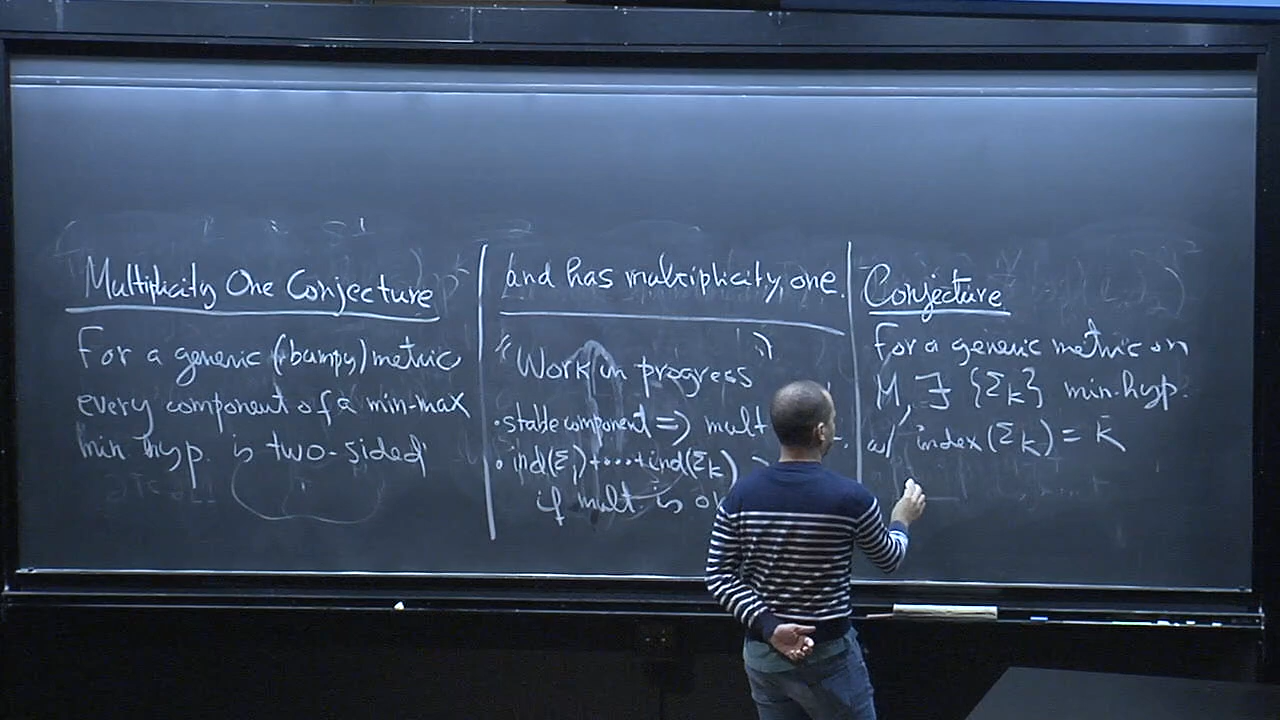 Multiplicity One Conjecture
For a generic (bumpy) metric
every component of a min-max
min hyp. is two-sided
and has multiplicity one.
"Work in progress"
• stable component => mult
• ind(Σ₁)+····+ind(Σₖ)
if mult. is
Conjecture
For a generic metric on
M, ∃ {Σₖ} min.hyp.
w/ index(Σₖ) = k